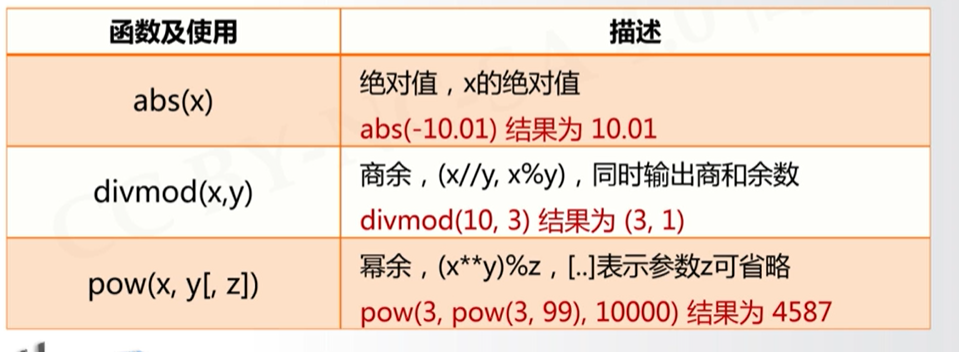 函数及使用 描述
abs(x)
绝对值，x的绝对值
abs(-10.01) 结果为 10.01
divmod(x,y)
商余，(x//y, x%y)，同时输出商和余数
divmod(10, 3) 结果为 (3, 1)
pow(x, y[, z])
幂余，(x**y)%z，[..]表示参数z可省略
pow(3, pow(3, 99), 10000) 结果为 4587